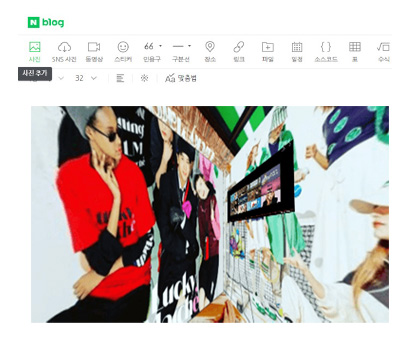 N blog
사진 SNS 사진 동영상 스티커 인용구 구분선 장소 링크 파일 일정 소스코드 표 수식
사진 추가
32 맞춤법
Lucky